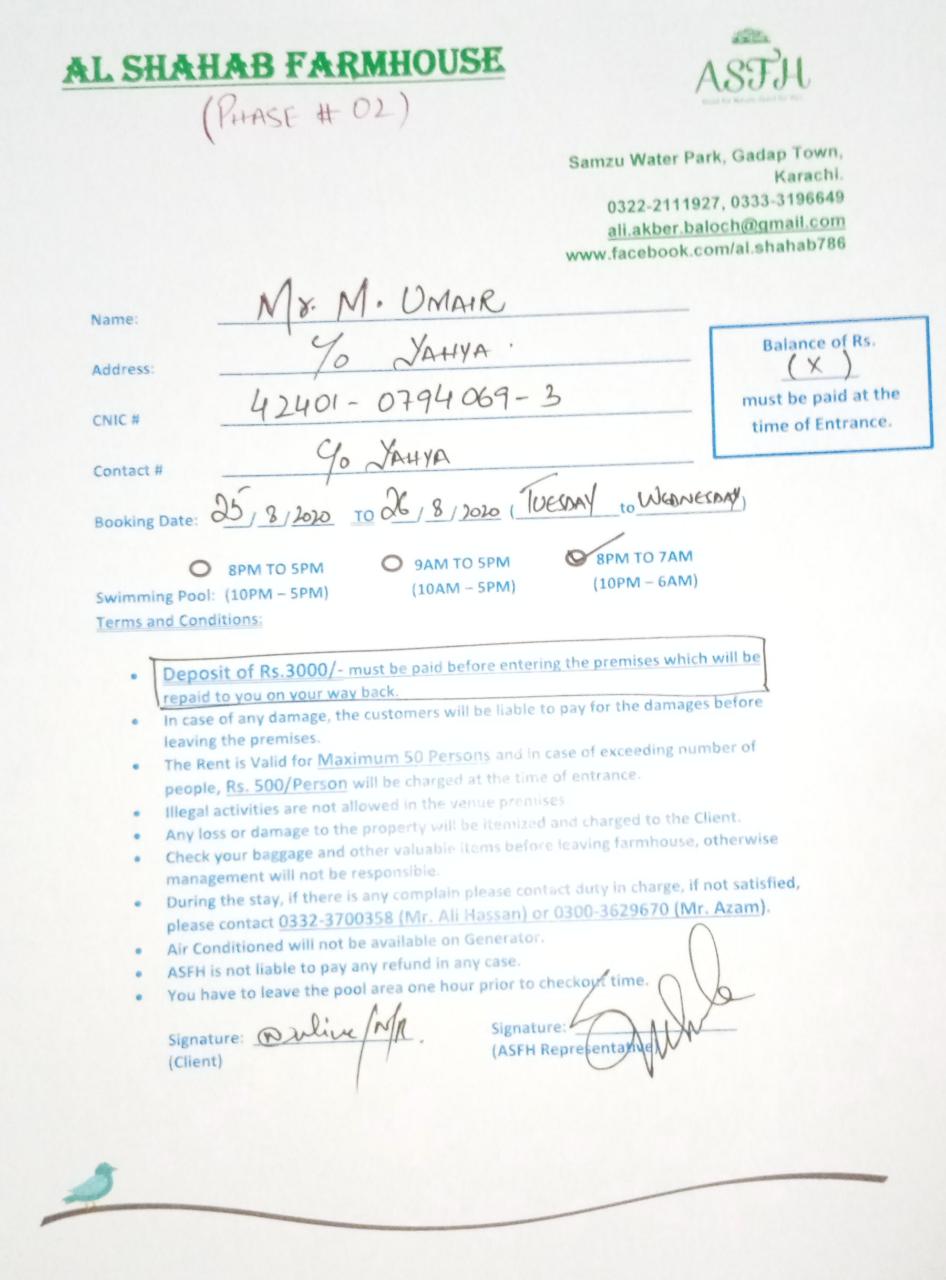 AL SHAHAB FARMHOUSE
(PHASE # 02)
ASFH
Samzu Water Park, Gadap Town,
Karachi.
0322-2111927, 0333-3196649
ali.akber.baloch@gmail.com
www.facebook.com/al.shahab786
Name: Mr. M. UMAIR
Address: C/o YAHYA.
CNIC # 42401-0794069-3
Contact # C/o YAHYA
Balance of Rs.
(x)
must be paid at the
time of Entrance.
Booking Date: 25/8/2020 TO 26/8/2020 (TUESDAY to WEDNESDAY)
8PM TO 5PM 9AM TO 5PM 8PM TO 7AM
Swimming Pool: (10PM – 5PM) (10AM – 5PM) (10PM – 6AM)
Terms and Conditions:
• Deposit of Rs.3000/- must be paid before entering the premises which will be
repaid to you on your way back.
• In case of any damage, the customers will be liable to pay for the damages before
leaving the premises.
• The Rent is Valid for Maximum 50 Persons and in case of exceeding number of
people, Rs. 500/Person will be charged at the time of entrance.
• Illegal activities are not allowed in the venue premises
• Any loss or damage to the property will be itemized and charged to the Client.
• Check your baggage and other valuable items before leaving farmhouse, otherwise
management will not be responsible.
• During the stay, if there is any complain please contact duty in charge, if not satisfied,
please contact 0332-3700358 (Mr. Ali Hassan) or 0300-3629670 (Mr. Azam).
• Air Conditioned will not be available on Generator.
• ASFH is not liable to pay any refund in any case.
• You have to leave the pool area one hour prior to checkout time.
Signature: Signature:
(Client) (ASFH Representative)